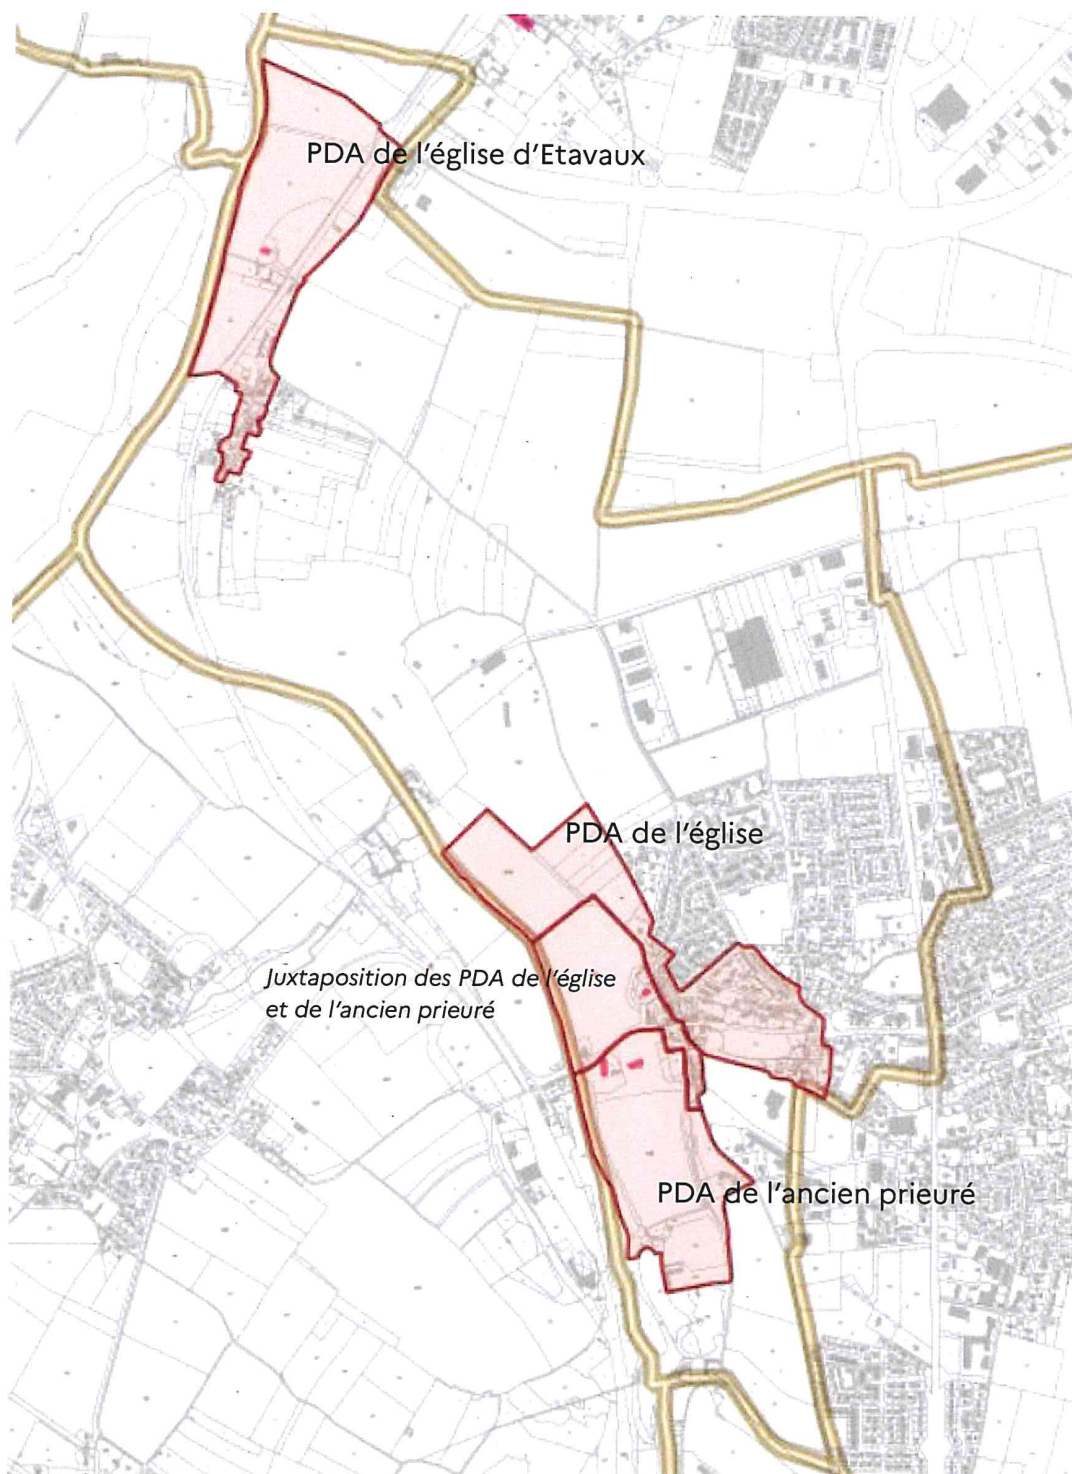 PDA de l'église d'Etavaux
PDA de l'église
Juxtaposition des PDA de l'église
et de l'ancien prieuré
PDA de l'ancien prieuré